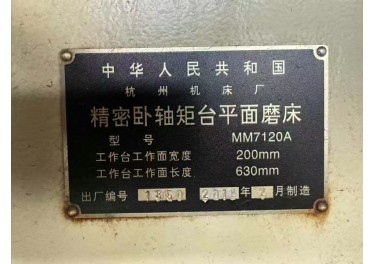 中华人民共和国
杭州机床厂
精密卧轴矩台平面磨床
型号 MM7120A
工作台工作面宽度 200mm
工作台工作面长度 630mm
出厂编号 年 月制造